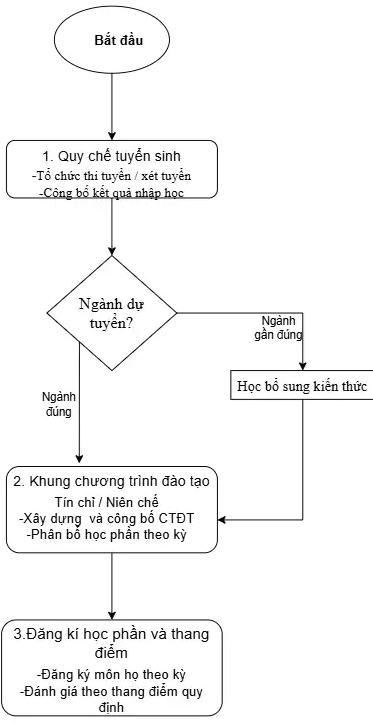 Bắt đầu
1. Quy chế tuyển sinh
-Tổ chức thi tuyển / xét tuyển
-Công bố kết quả nhập học
Ngành dự
tuyển?
Ngành
gần đúng
Học bổ sung kiến thức
Ngành
đúng
2. Khung chương trình đào tạo
Tín chỉ / Niên chế
-Xây dựng và công bố CTĐT
-Phân bổ học phần theo kỳ
3.Đăng kí học phần và thang
điểm
-Đăng ký môn họ theo kỳ
-Đánh giá theo thang điểm quy
định